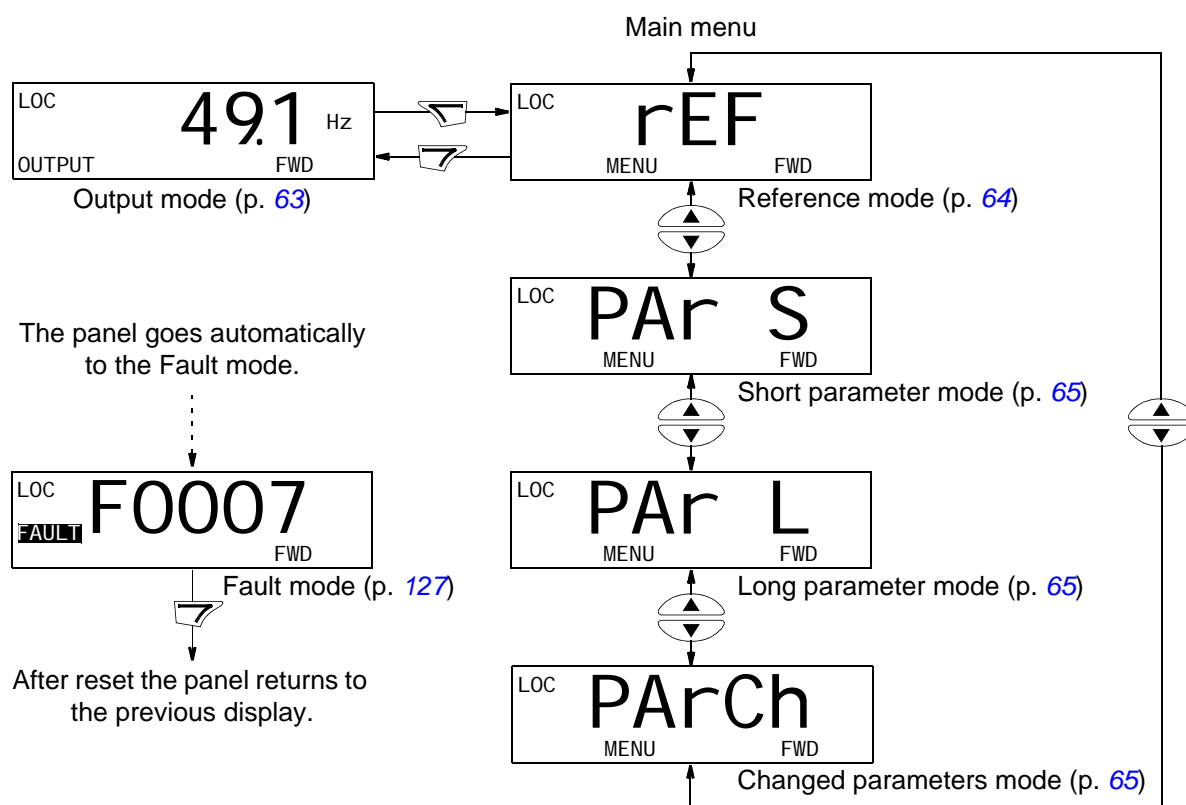 Main menu
LOC
49.1 Hz
OUTPUT FWD
Output mode (p. 63)
LOC
rEF
MENU FWD
Reference mode (p. 64)
LOC
PAr S
MENU FWD
Short parameter mode (p. 65)
The panel goes automatically
to the Fault mode.
LOC
F0007
FAULT
FWD
Fault mode (p. 127)
After reset the panel returns to
the previous display.
LOC
PAr L
MENU FWD
Long parameter mode (p. 65)
LOC
PArCh
MENU FWD
Changed parameters mode (p. 65)